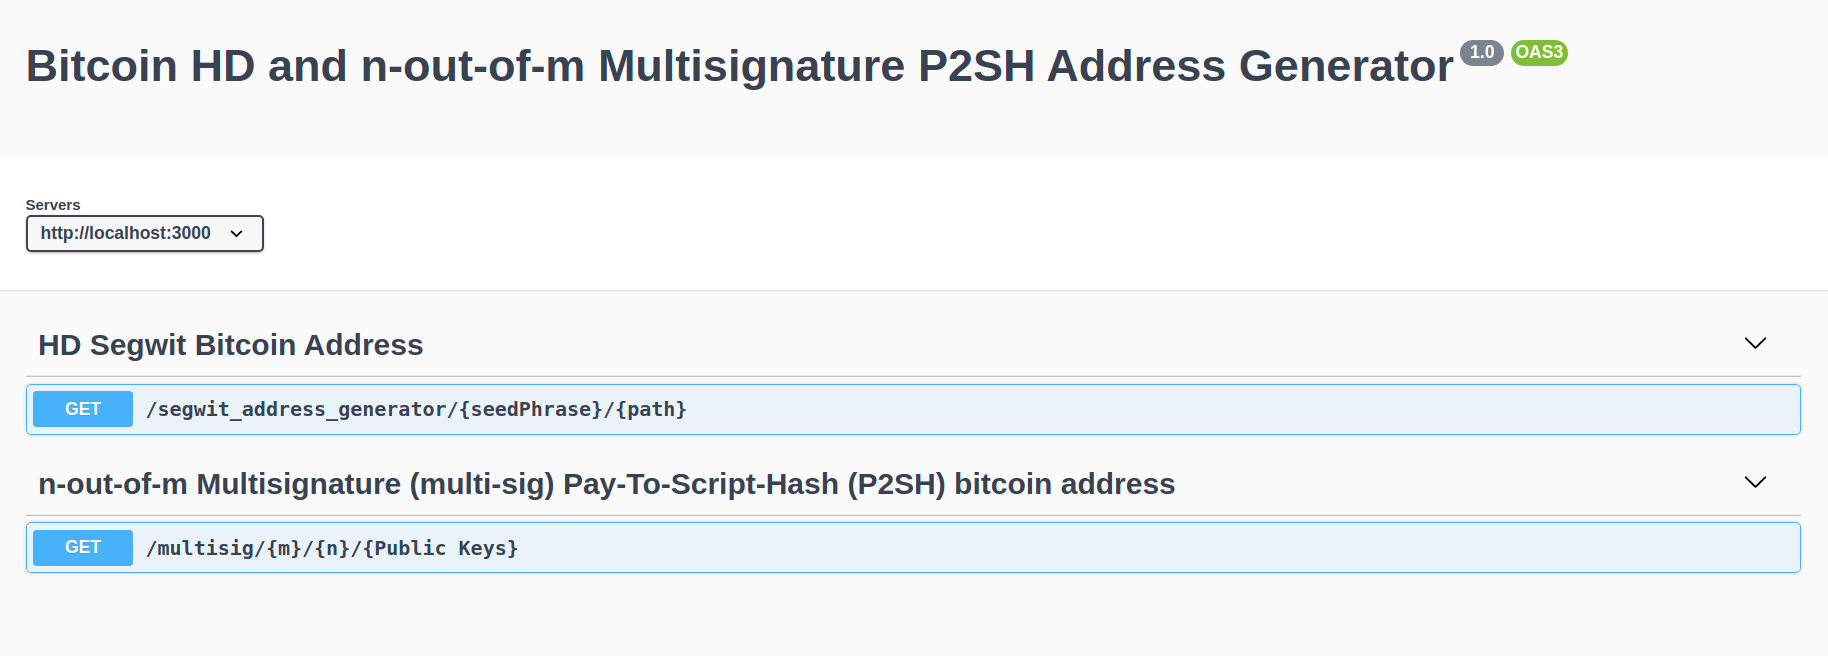 Bitcoin HD and n-out-of-m Multisignature P2SH Address Generator 1.0 OAS3
Servers
http://localhost:3000
HD Segwit Bitcoin Address
GET /segwit_address_generator/{seedPhrase}/{path}
n-out-of-m Multisignature (multi-sig) Pay-To-Script-Hash (P2SH) bitcoin address
GET /multisig/{m}/{n}/{Public Keys}